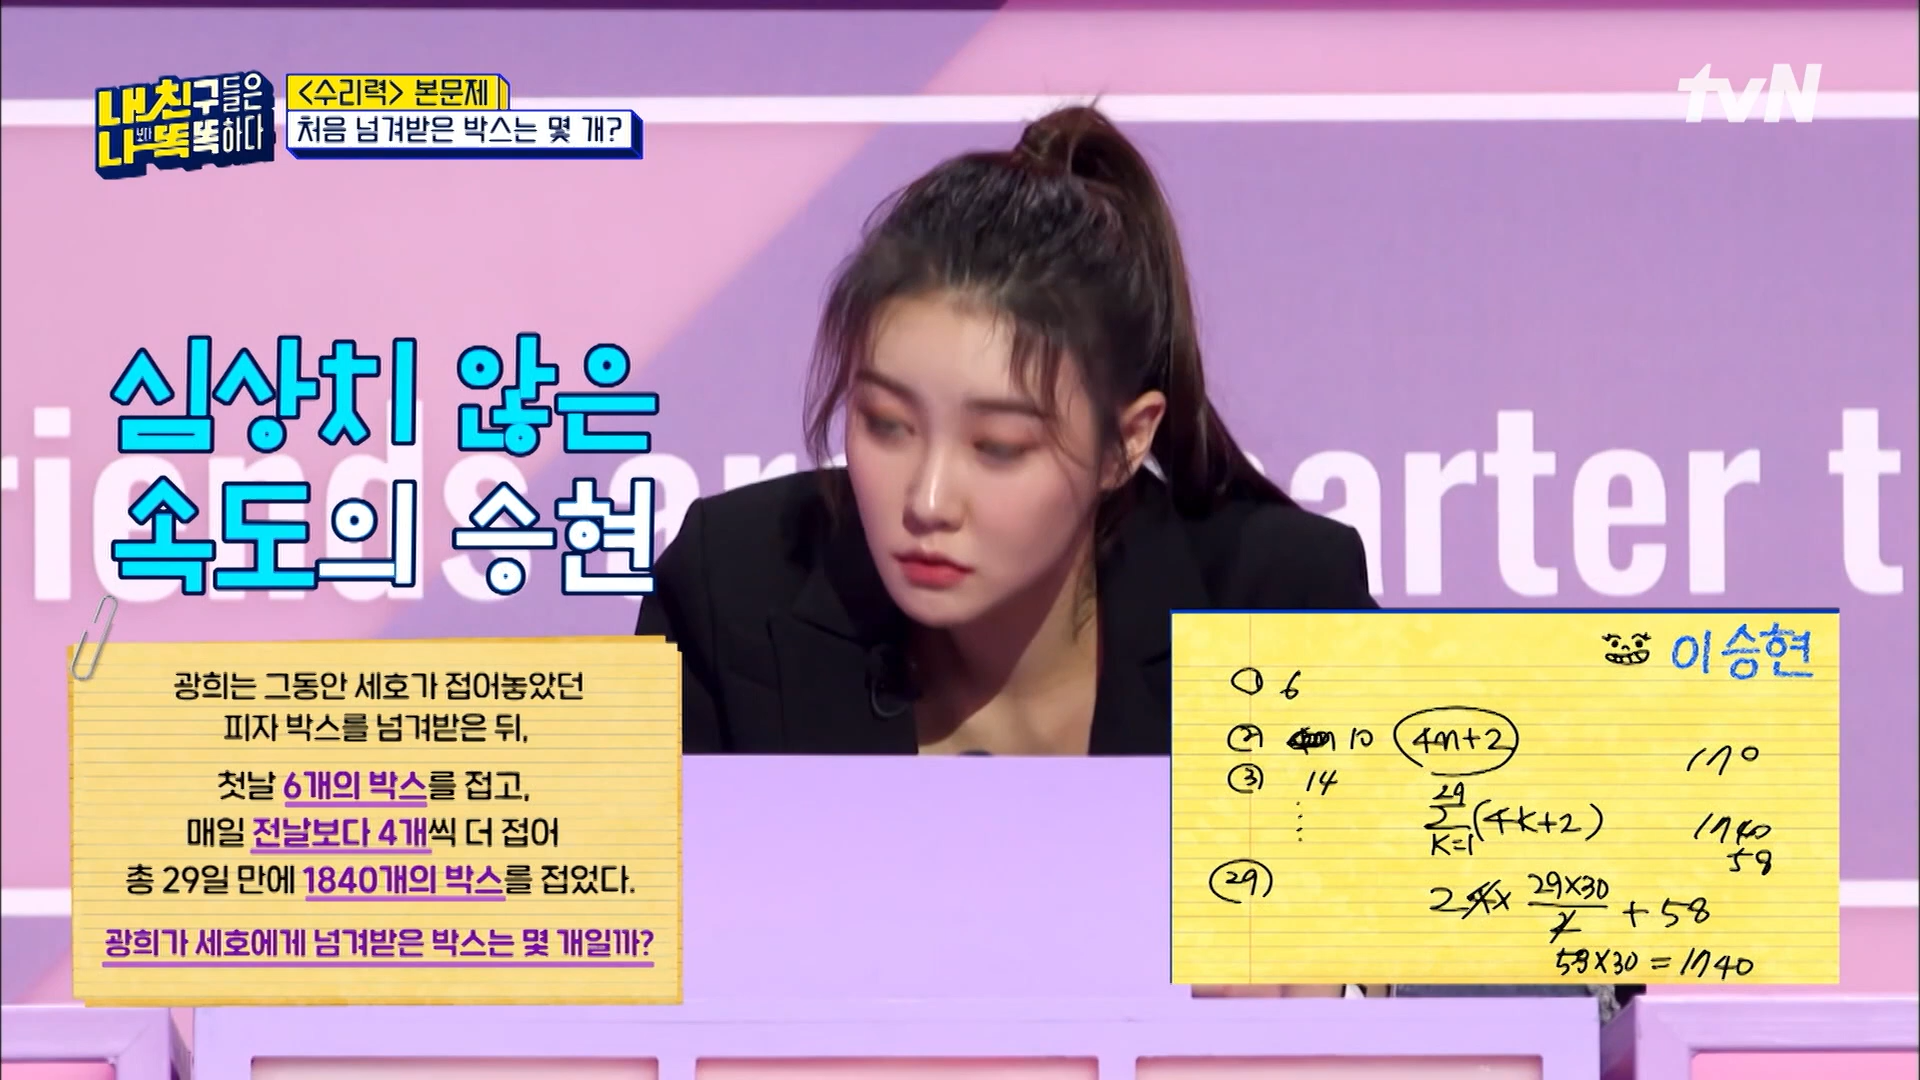 내 친구들은
나보다 똑똑하다
<수리력> 본문제
처음 넘겨받은 박스는 몇 개?
tvN
심상치 않은
속도의 승현
광희는 그동안 세호가 접어놓았던
피자 박스를 넘겨받은 뒤,
첫날 6개의 박스를 접고,
매일 전날보다 4개씩 더 접어
총 29일 만에 1840개의 박스를 접었다.
광희가 세호에게 넘겨받은 박스는 몇 개일까?
이승현
① 6
② 10 4n+2
③ 14
⋮
㉙
29
Σ(4k+2)
K=1
1170
1740
58
24× 29×30/2 + 58
58×30 = 1740